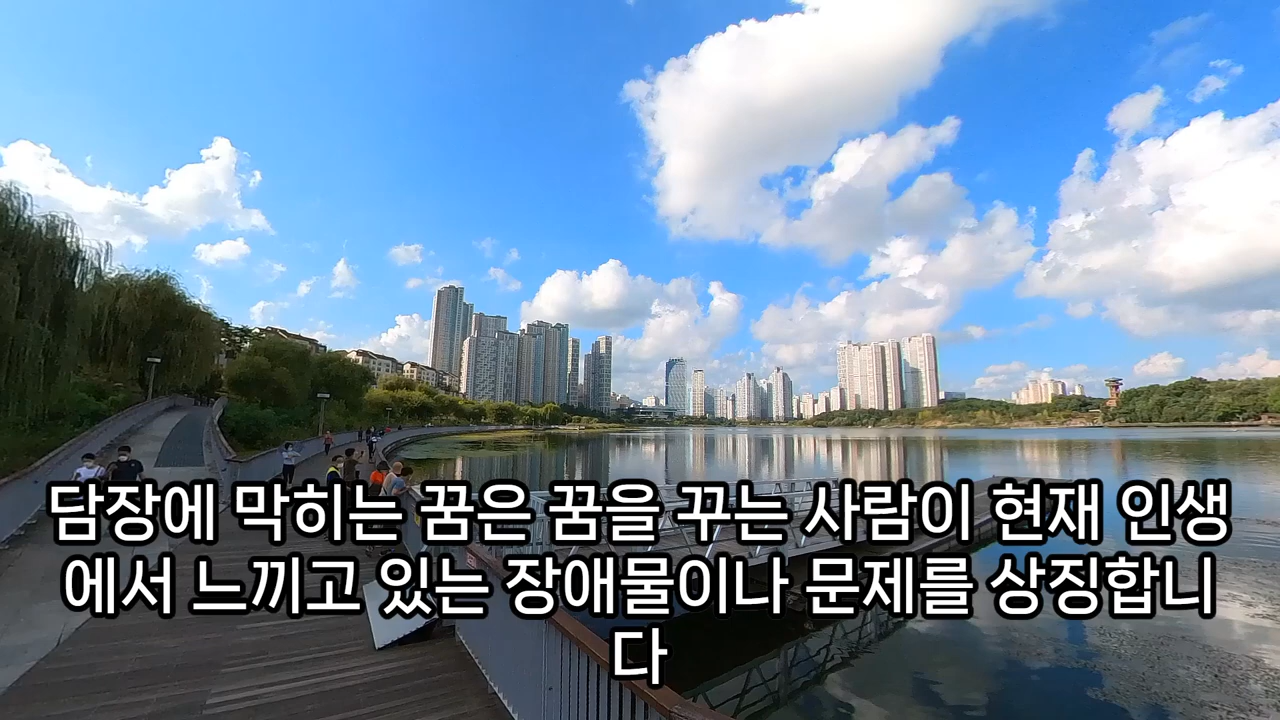 담장에 막히는 꿈은 꿈을 꾸는 사람이 현재 인생
에서 느끼고 있는 장애물이나 문제를 상징합니
다